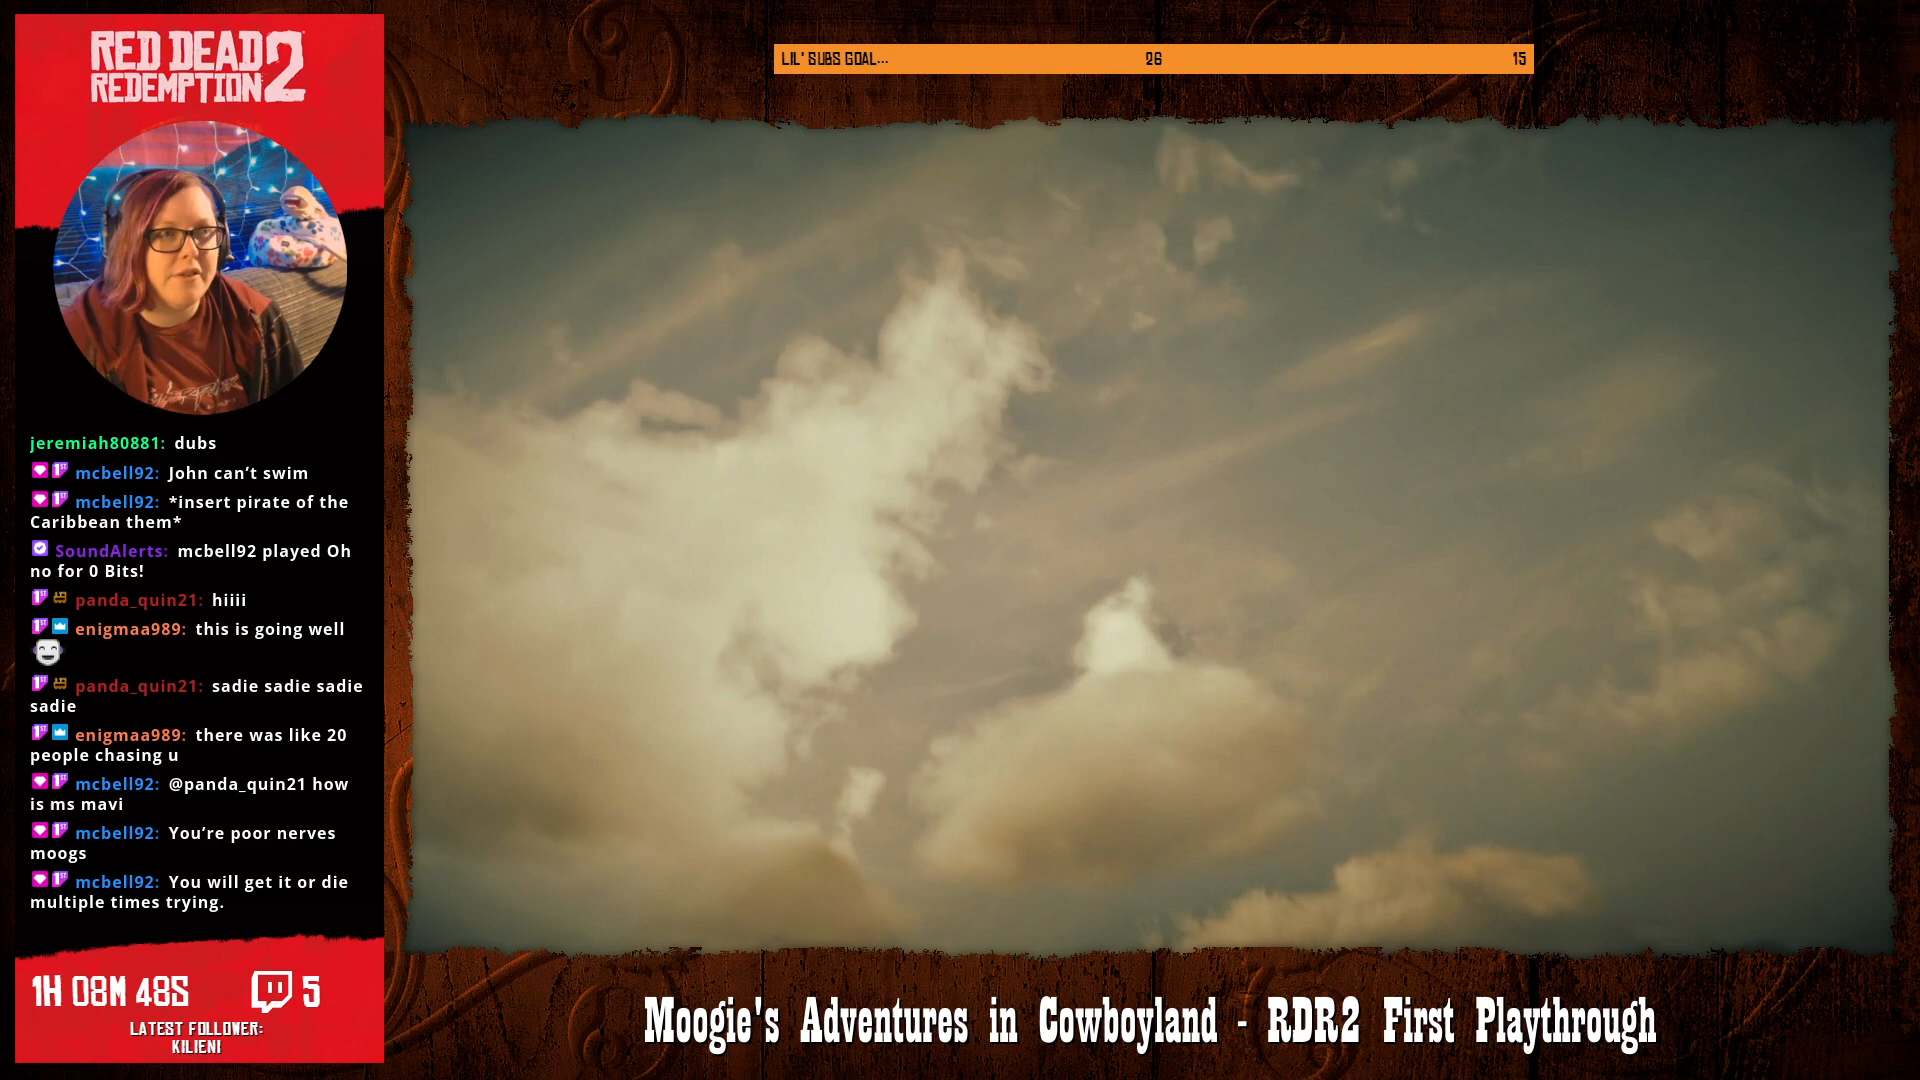 RED DEAD
REDEMPTION 2
LIL' SUBS GOAL... 26 15
jeremiah80881: dubs
mcbell92: John can't swim
mcbell92: *insert pirate of the
Caribbean them*
SoundAlerts: mcbell92 played Oh
no for 0 Bits!
panda_quin21: hiiii
enigmaa989: this is going well
panda_quin21: sadie sadie sadie
sadie
enigmaa989: there was like 20
people chasing u
mcbell92: @panda_quin21 how
is ms mavi
mcbell92: You're poor nerves
moogs
mcbell92: You will get it or die
multiple times trying.
1H 08M 48S 5
LATEST FOLLOWER:
KILIENI
Moogie's Adventures in Cowboyland - RDR2 First Playthrough